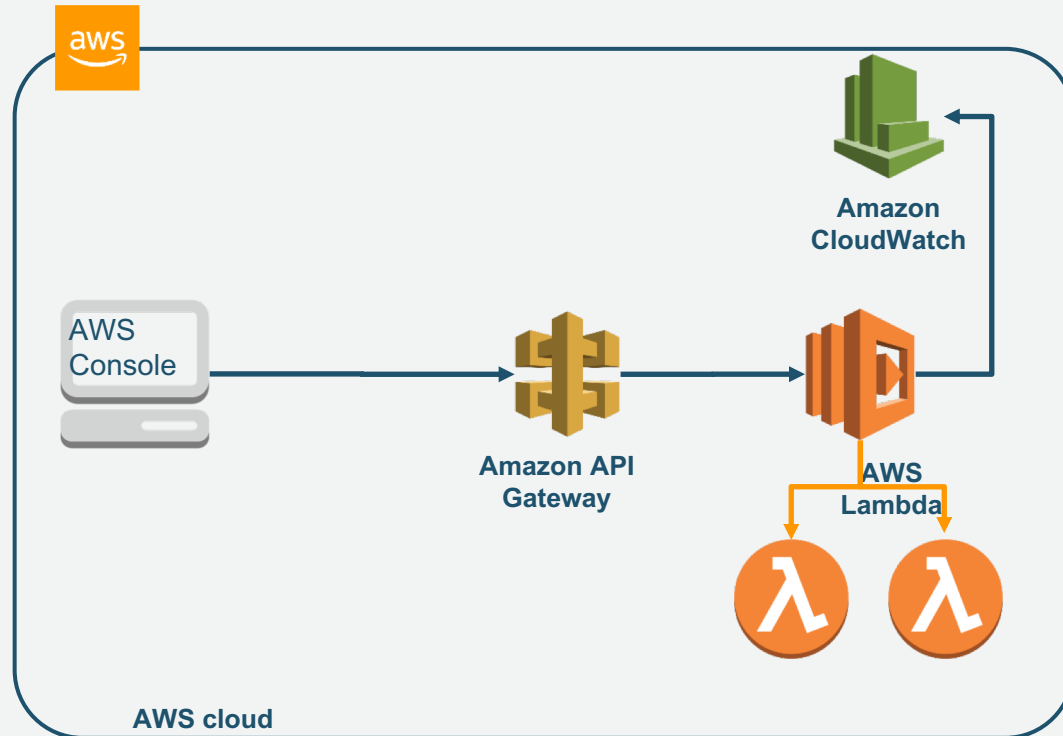 aws
Amazon
CloudWatch
AWS
Console
Amazon API
Gateway
AWS
Lambda
λ
λ
AWS cloud